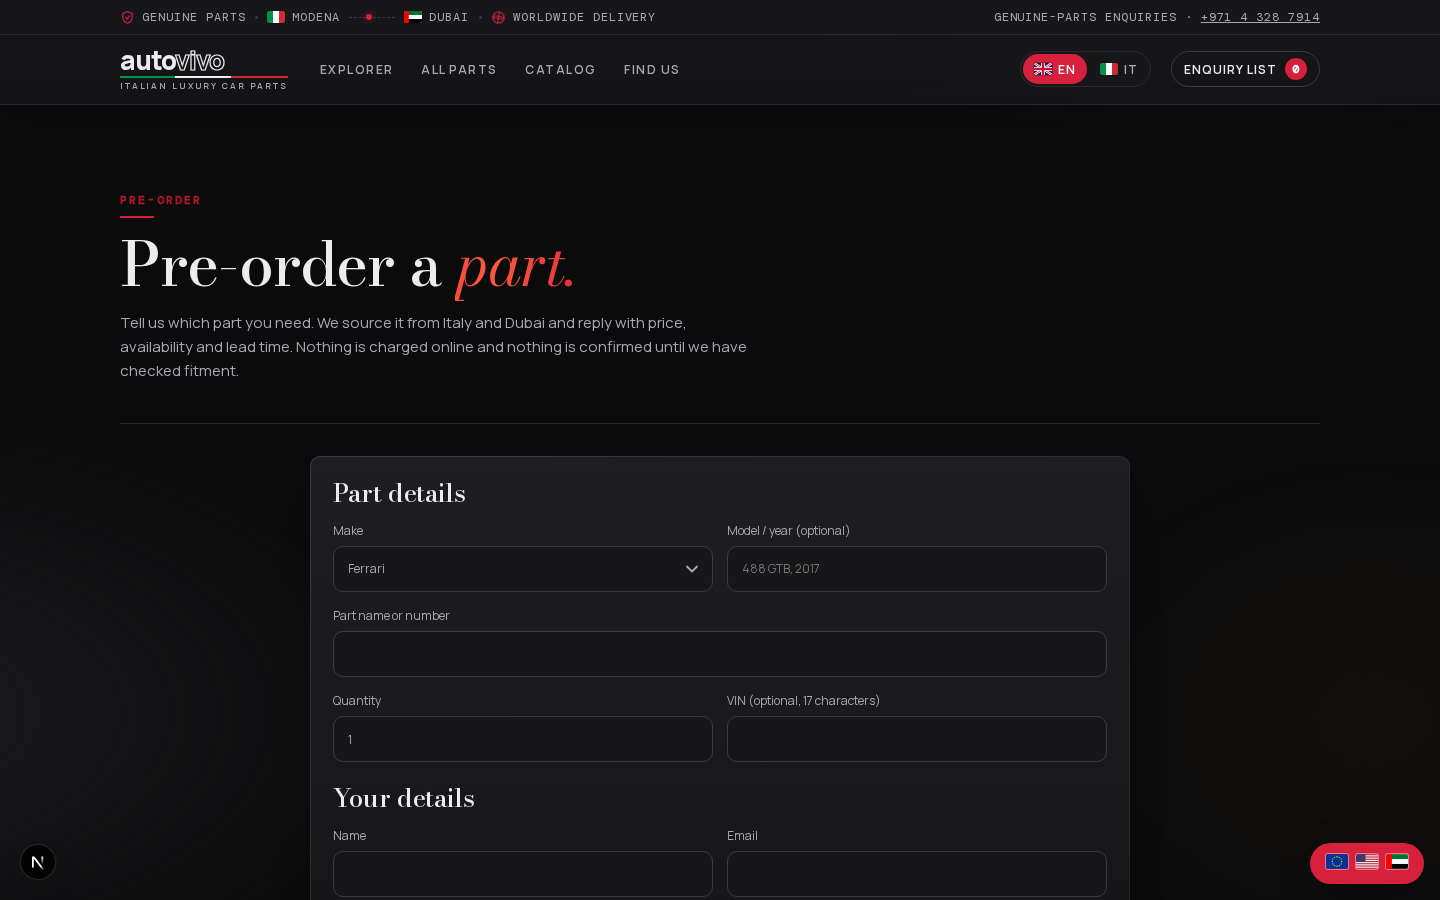 GENUINE PARTS • MODENA DUBAI • WORLDWIDE DELIVERY
GENUINE-PARTS ENQUIRIES · +971 4 328 7914
autovivo
ITALIAN LUXURY CAR PARTS
EXPLORER ALL PARTS CATALOG FIND US
EN IT
ENQUIRY LIST 0
PRE-ORDER
Pre-order a part.
Tell us which part you need. We source it from Italy and Dubai and reply with price,
availability and lead time. Nothing is charged online and nothing is confirmed until we have
checked fitment.
Part details
Make Model / year (optional)
Ferrari 488 GTB, 2017
Part name or number
Quantity VIN (optional, 17 characters)
1
Your details
Name Email
N